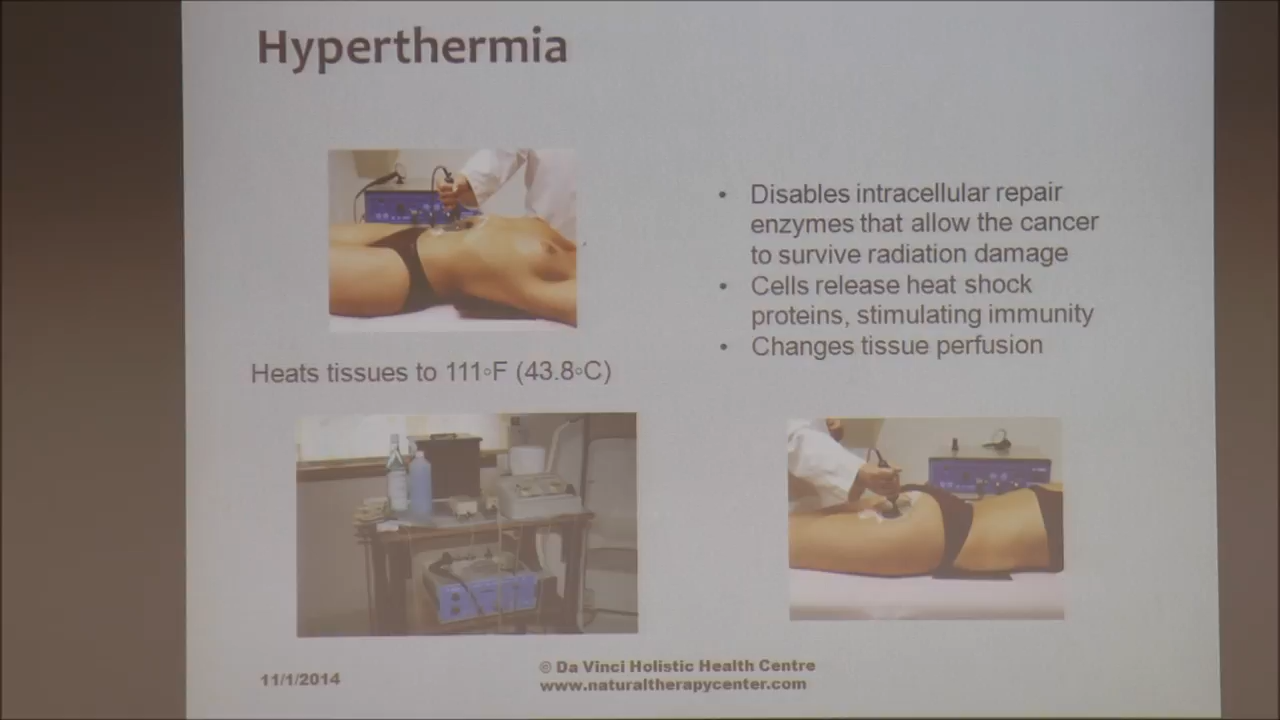 Hyperthermia
Heats tissues to 111◦F (43.8◦C)
• Disables intracellular repair
enzymes that allow the cancer
to survive radiation damage
• Cells release heat shock
proteins, stimulating immunity
• Changes tissue perfusion
11/1/2014
© Da Vinci Holistic Health Centre
www.naturaltherapycenter.com